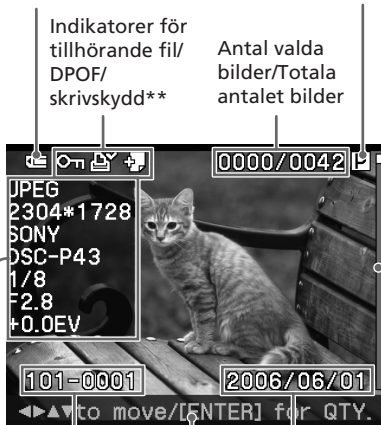 Indikatorer för
tillhörande fil/
DPOF/
skrivskydd**
Antal valda
bilder/Totala
antalet bilder
0000/0042
JPEG
2304*1728
SONY
DSC-P43
1/8
F2.8
+0.0EV
101-0001
2006/06/01
to move/[ENTER] for QTY.